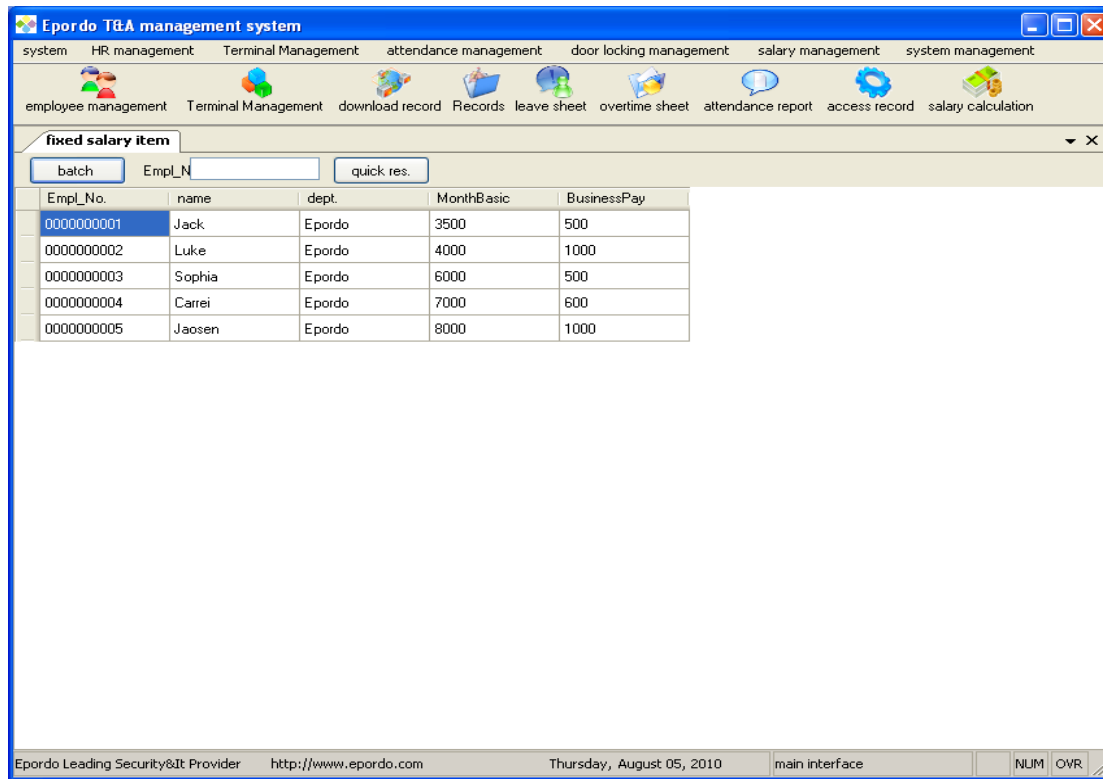 Epordo T&A management system
system HR management Terminal Management attendance management door locking management salary management system management
employee management Terminal Management download record Records leave sheet overtime sheet attendance report access record salary calculation
fixed salary item
batch Empl_N quick res.
Empl_No. name dept. MonthBasic BusinessPay
0000000001 Jack Epordo 3500 500
0000000002 Luke Epordo 4000 1000
0000000003 Sophia Epordo 6000 500
0000000004 Carrei Epordo 7000 600
0000000005 Jaosen Epordo 8000 1000
Epordo Leading Security&It Provider http://www.epordo.com Thursday, August 05, 2010 main interface NUM OVR